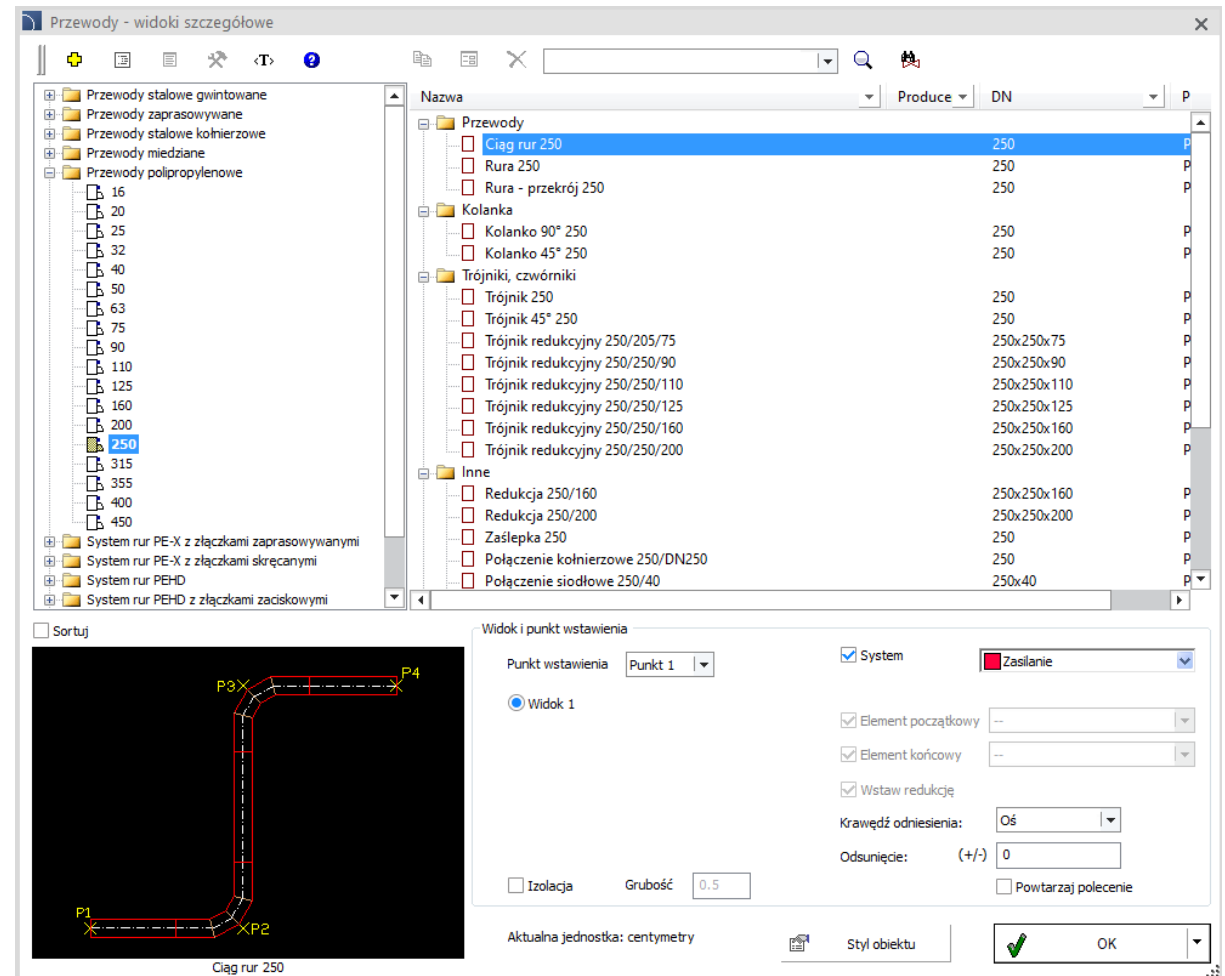 Przewody - widoki szczegółowe
<T>
Przewody stalowe gwintowane
Przewody zaprasowywane
Przewody stalowe kołnierzowe
Przewody miedziane
Przewody polipropylenowe
16
20
25
32
40
50
63
75
90
110
125
160
200
250
315
355
400
450
System rur PE-X z złączkami zaprasowywanymi
System rur PE-X z złączkami skręcanymi
System rur PEHD
System rur PEHD z złączkami zaciskowymi
Nazwa Produce DN P
Przewody
Ciąg rur 250 250 P
Rura 250 250 P
Rura - przekrój 250 250 P
Kolanka
Kolanko 90° 250 250 P
Kolanko 45° 250 250 P
Trójniki, czwórniki
Trójnik 250 250 P
Trójnik 45° 250 250 P
Trójnik redukcyjny 250/205/75 250x250x75 P
Trójnik redukcyjny 250/250/90 250x250x90 P
Trójnik redukcyjny 250/250/110 250x250x110 P
Trójnik redukcyjny 250/250/125 250x250x125 P
Trójnik redukcyjny 250/250/160 250x250x160 P
Trójnik redukcyjny 250/250/200 250x250x200 P
Inne
Redukcja 250/160 250x250x160 P
Redukcja 250/200 250x250x200 P
Zaślepka 250 250 P
Połączenie kołnierzowe 250/DN250 250 P
Połączenie siodłowe 250/40 250x40 P
Sortuj
P4
P3
P1
P2
Ciąg rur 250
Widok i punkt wstawienia
Punkt wstawienia Punkt 1
Widok 1
Izolacja Grubość 0.5
System Zasilanie
Element początkowy --
Element końcowy --
Wstaw redukcję
Krawędź odniesienia: Oś
Odsunięcie: (+/-) 0
Powtarzaj polecenie
Aktualna jednostka: centymetry
Styl obiektu
OK